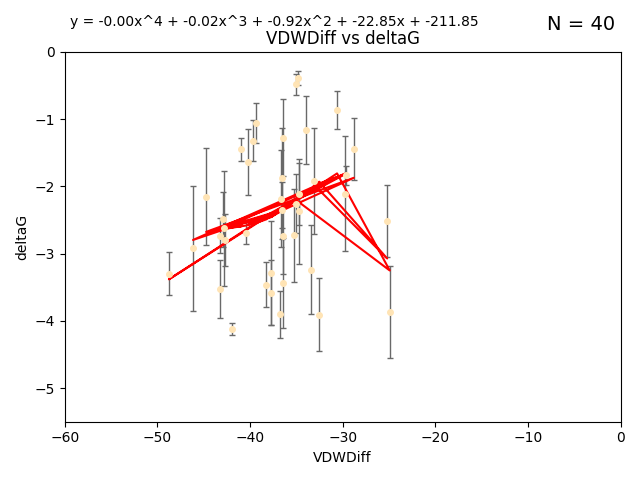 y = -0.00x^4 + -0.02x^3 + -0.92x^2 + -22.85x + -211.85
N = 40
VDWDiff vs deltaG
0
−1
−2
−3
−4
−5
deltaG
−60 −50 −40 −30 −20 −10 0
VDWDiff